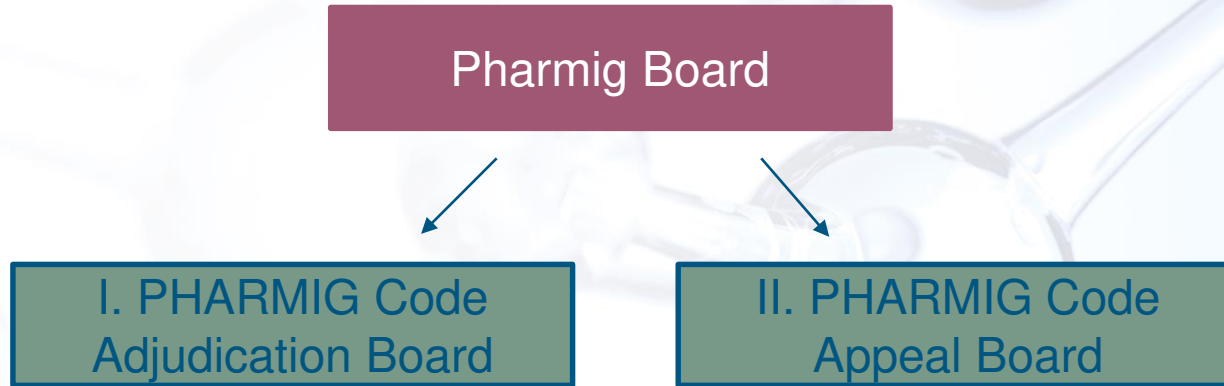 Pharmig Board
I. PHARMIG Code
Adjudication Board
II. PHARMIG Code
Appeal Board